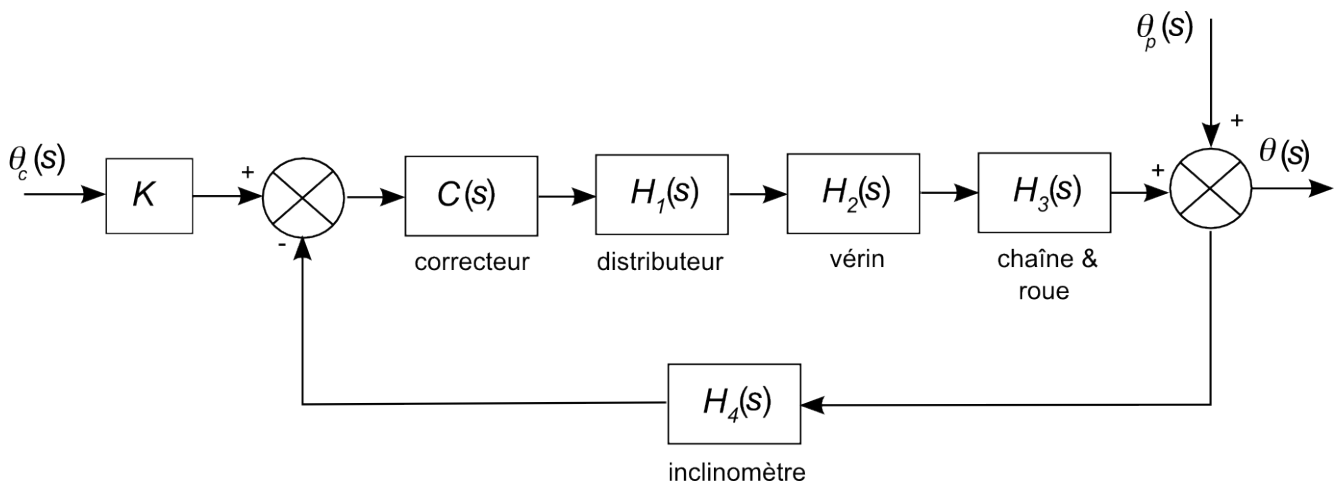 θp(s)
θc(s)
K
+
-
C(s)
H1(s)
H2(s)
H3(s)
+
+
θ(s)
correcteur
distributeur
vérin
chaîne &
roue
H4(s)
inclinomètre